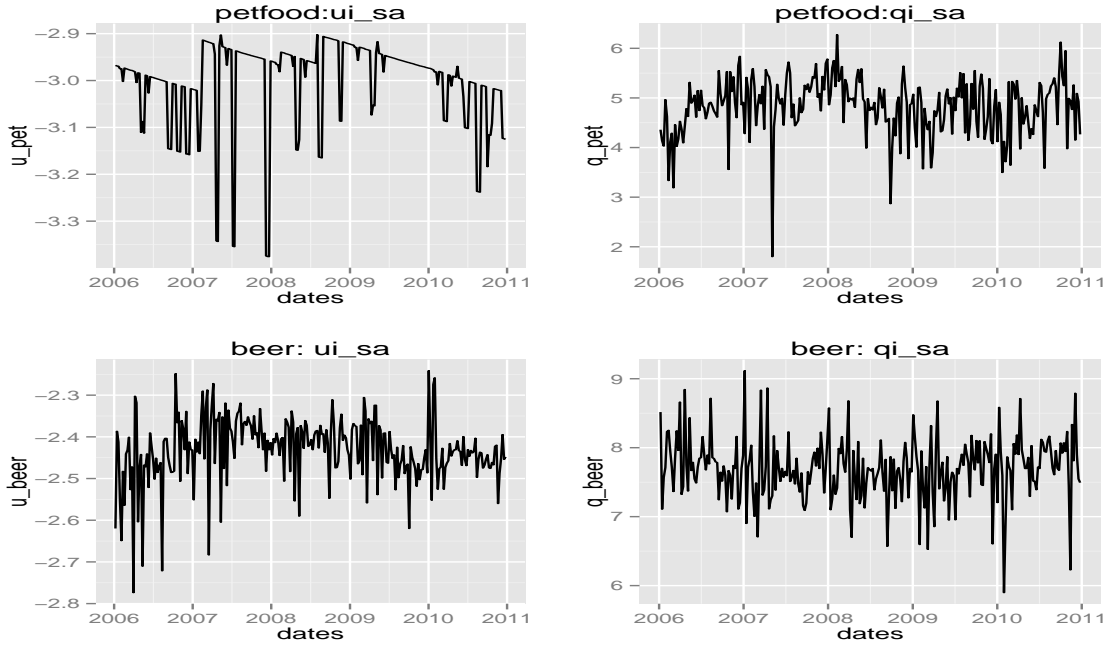 petfood:ui_sa
u_pet
−2.9
−3.0
−3.1
−3.2
−3.3
2006 2007 2008 2009 2010 2011
dates
petfood:qi_sa
q_pet
6
5
4
3
2
2006 2007 2008 2009 2010 2011
dates
beer: ui_sa
u_beer
−2.3
−2.4
−2.5
−2.6
−2.7
−2.8
2006 2007 2008 2009 2010 2011
dates
beer: qi_sa
q_beer
9
8
7
6
2006 2007 2008 2009 2010 2011
dates